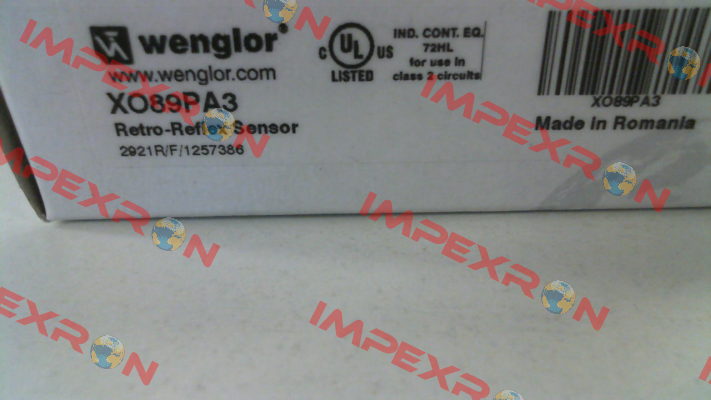 wenglor®
www.wenglor.com
XO89PA3
Retro-Reflex Sensor
2921R/F/1257386
C UL US
LISTED
IND. CONT. EQ.
72HL
for use in
class 2 circuits
XO89PA3
Made in Romania
IMPEXRON
IMPEXRON
IMPEXRON
IMPEXRON
IMPEXRON
IMPEXRON